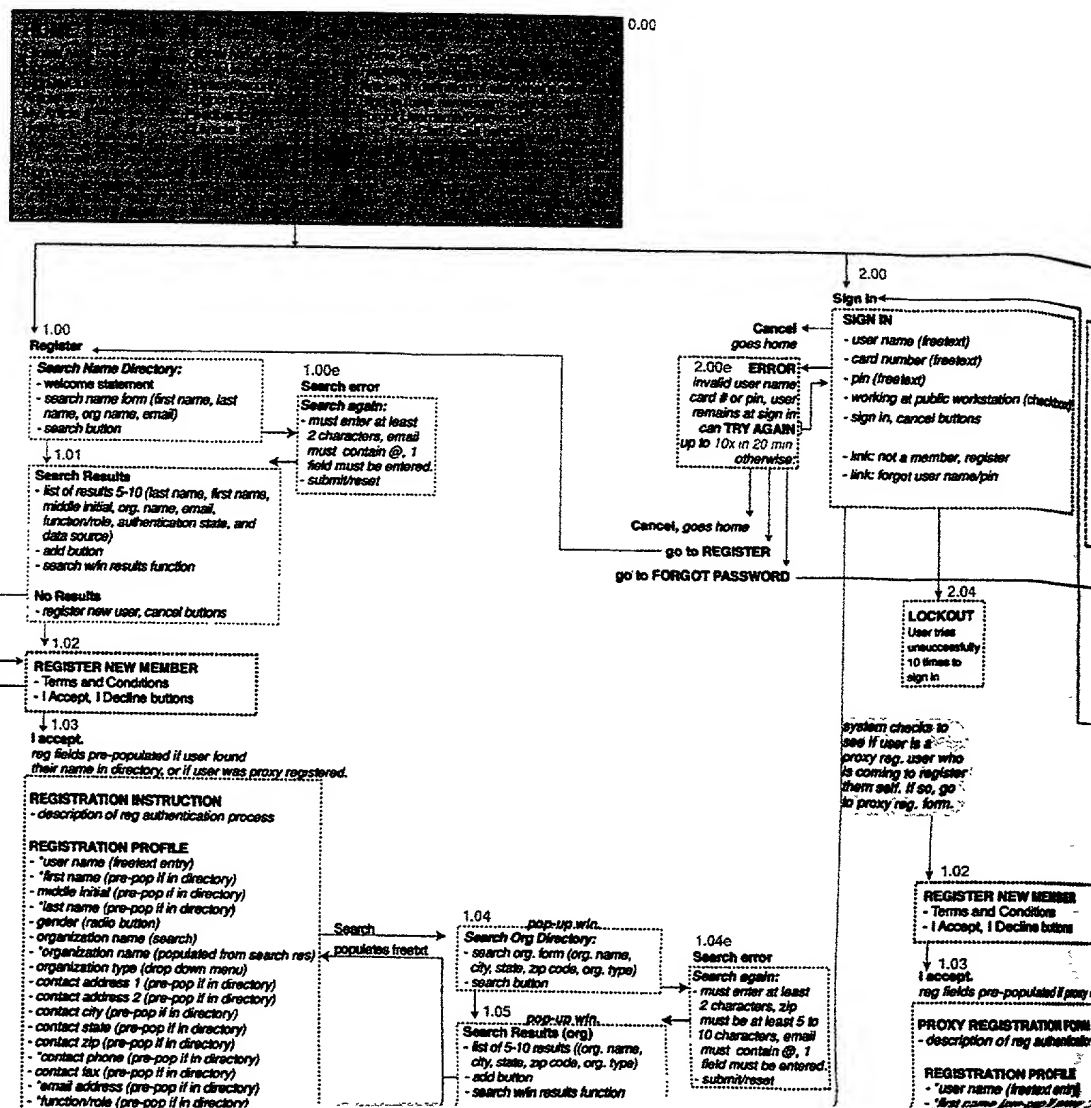 0.00
1.00
Register
Search Name Directory:
- welcome statement
- search name form (first name, last
name, org name, email)
- search button
1.00e
Search error
Search again:
- must enter at least
2 characters, email
must contain @. 1
field must be entered.
- submit/reset
1.01
Search Results
- list of results 5-10 (last name, first name,
middle initial, org. name, email,
function/role, authentication state, and
data source)
- add button
- search w/in results function
No Results
- register new user, cancel buttons
1.02
REGISTER NEW MEMBER
- Terms and Conditions
- I Accept, I Decline buttons
1.03
I accept.
reg fields pre-populated if user found
their name in directory, or if user was proxy registered.
REGISTRATION INSTRUCTION
- description of reg authentication process
REGISTRATION PROFILE
- *user name (freetext entry)
- *first name (pre-pop if in directory)
- middle initial (pre-pop if in directory)
- *last name (pre-pop if in directory)
- gender (radio button)
- organization name (search)
- *organization name (populated from search res)
- organization type (drop down menu)
- contact address 1 (pre-pop if in directory)
- contact address 2 (pre-pop if in directory)
- contact city (pre-pop if in directory)
- contact state (pre-pop if in directory)
- contact zip (pre-pop if in directory)
- *contact phone (pre-pop if in directory)
- contact fax (pre-pop if in directory)
- *email address (pre-pop if in directory)
- *function/role (pre-pop if in directory)
Search
populates freetxt
1.04
pop-up win.
Search Org Directory:
- search org. form (org. name,
city, state, zip code, org. type)
- search button
1.04e
Search error
Search again:
- must enter at least
2 characters, zip
must be at least 5 to
10 characters, email
must contain @, 1
field must be entered.
- submit/reset
1.05
pop-up win.
Search Results (org)
- list of 5-10 results ((org. name,
city, state, zip code, org. type)
- add button
- search w/in results function
2.00
Sign In
SIGN IN
- user name (freetext)
- card number (freetext)
- pin (freetext)
- working at public workstation (checkbox)
- sign in, cancel buttons
- link: not a member, register
- link: forgot user name/pin
Cancel
goes home
2.00e ERROR
invalid user name
card # or pin, user
remains at sign in
can TRY AGAIN
up to 10x in 20 min
otherwise:
Cancel, goes home
go to REGISTER
go to FORGOT PASSWORD
2.04
LOCKOUT
User tries
unsuccessfully
10 times to
sign in
system checks to
see if user is a
proxy reg. user who
is coming to register
them self. If so, go
to proxy reg. form.
1.02
REGISTER NEW MEMBER
- Terms and Conditions
- I Accept, I Decline buttons
1.03
I accept.
reg fields pre-populated if proxy
PROXY REGISTRATION FORM
- description of reg authentication
REGISTRATION PROFILE
- *user name (freetext entry)
- *first name